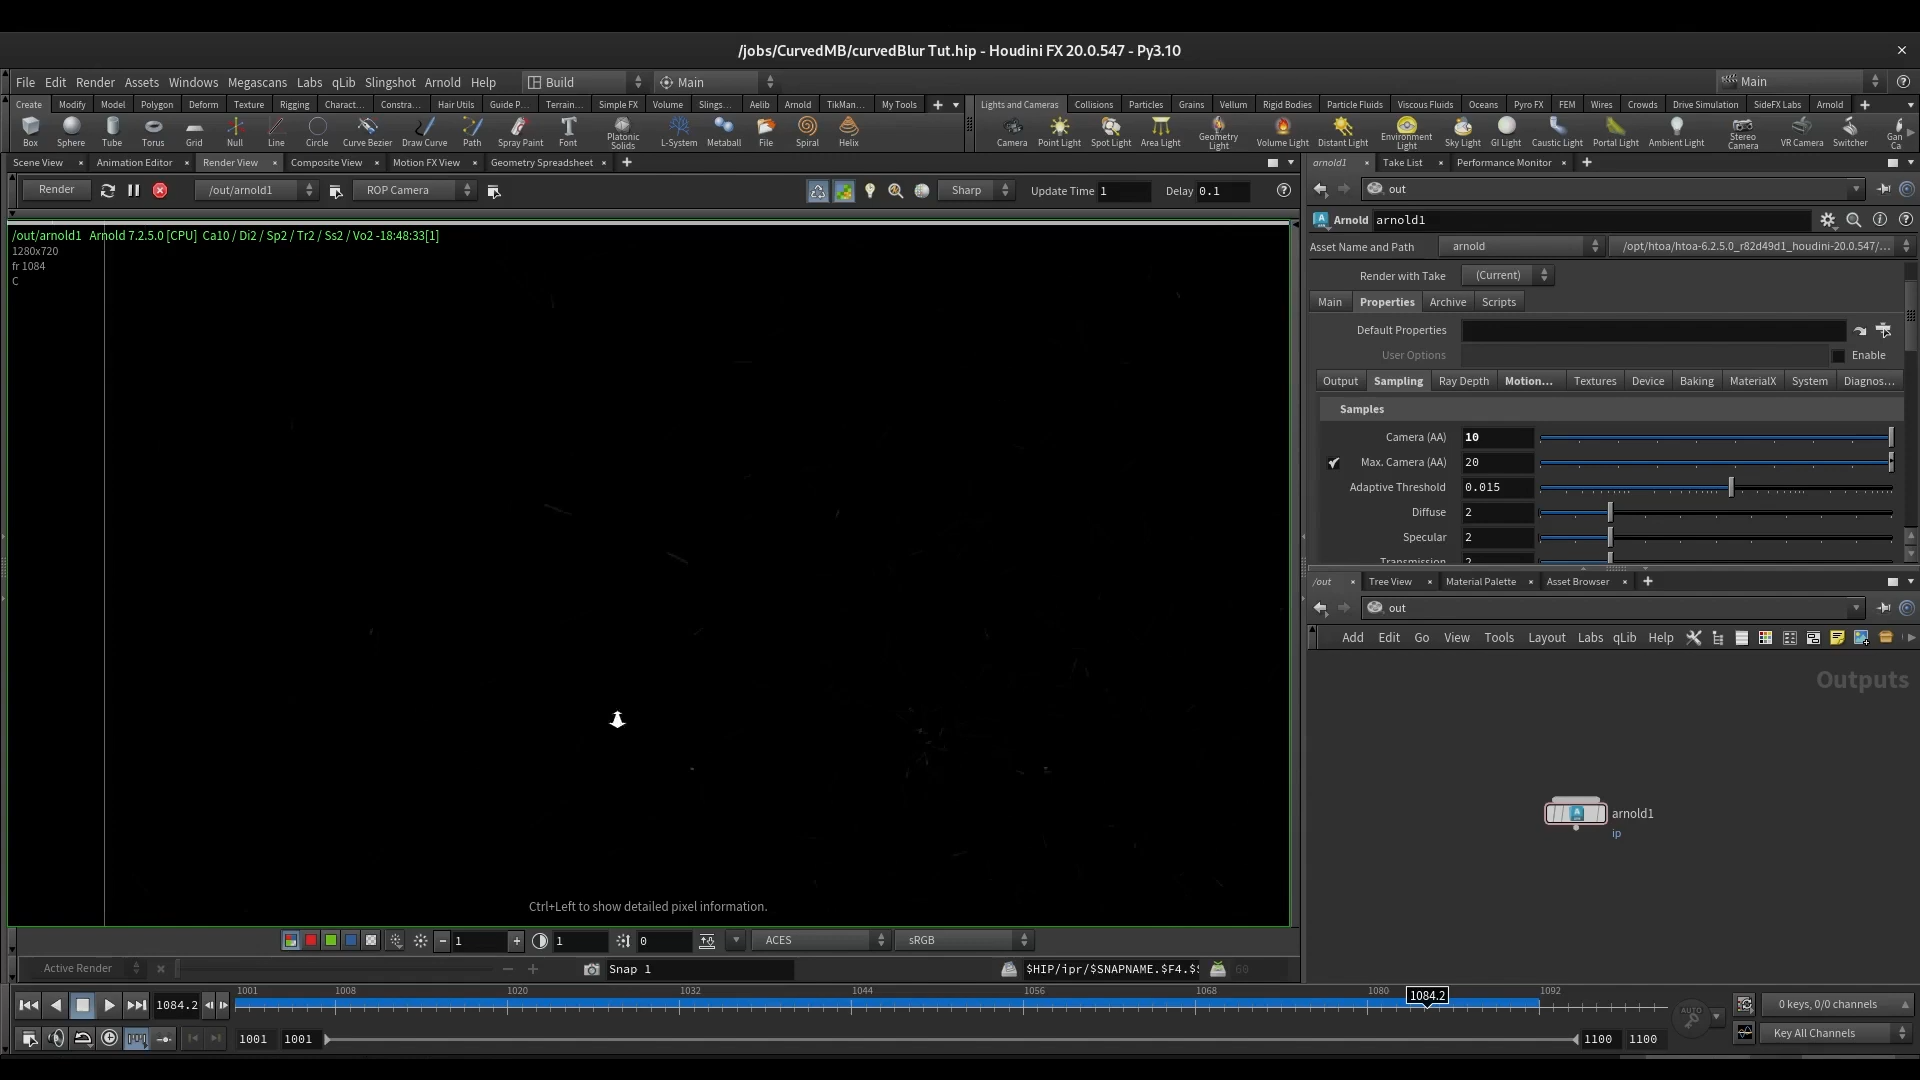 /jobs/CurvedMB/curvedBlur Tut.hip - Houdini FX 20.0.547 - Py3.10
File Edit Render Assets Windows Megascans Labs qLib Slingshot Arnold Help Build Main Main
Create Modify Model Polygon Deform Texture Rigging Charact... Constra... Hair Utils Guide P... Terrain... Simple FX Volume Slings... Aelib Arnold TikMan... My Tools
Lights and Cameras Collisions Particles Grains Vellum Rigid Bodies Particle Fluids Viscous Fluids Oceans Pyro FX FEM Wires Crowds Drive Simulation SideFX Labs Arnold
Box Sphere Tube Torus Grid Null Line Circle Curve Bezier Draw Curve Path Spray Paint Font Platonic Solids L-System Metaball File Spiral Helix
Camera Point Light Spot Light Area Light Geometry Light Volume Light Distant Light Environment Light Sky Light GI Light Caustic Light Portal Light Ambient Light Stereo Camera VR Camera Switcher Gan Ca
Scene View Animation Editor Render View Composite View Motion FX View Geometry Spreadsheet
arnold1 Take List Performance Monitor
Render /out/arnold1 ROP Camera Sharp Update Time 1 Delay 0.1
out
Arnold arnold1
/out/arnold1 Arnold 7.2.5.0 [CPU] Ca10 / Di2 / Sp2 / Tr2 / Ss2 / Vo2 -18:48:33[1]
1280x720
fr 1084
C
Asset Name and Path arnold /opt/htoa/htoa-6.2.5.0_r82d49d1_houdini-20.0.547/...
Render with Take (Current)
Main Properties Archive Scripts
Default Properties
User Options Enable
Output Sampling Ray Depth Motion... Textures Device Baking MaterialX System Diagnos...
Samples
Camera (AA) 10
Max. Camera (AA) 20
Adaptive Threshold 0.015
Diffuse 2
Specular 2
Transmission 2
/out Tree View Material Palette Asset Browser
out
Add Edit Go View Tools Layout Labs qLib Help
Outputs
arnold1
ip
Ctrl+Left to show detailed pixel information.
1 1 0 ACES sRGB
Active Render Snap 1 $HIP/ipr/$SNAPNAME.$F4.$
1084.2 1001 1008 1020 1032 1044 1056 1068 1080 1084.2 1092
AUTO 0 keys, 0/0 channels
1001 1001 1100 1100 Key All Channels